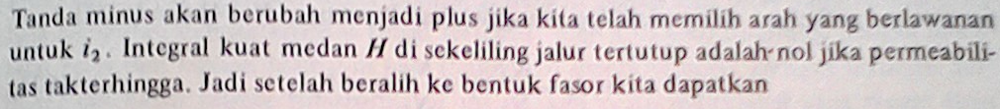 Tanda minus akan berubah menjadi plus jika kita telah memilih arah yang berlawanan
untuk i₂. Integral kuat medan H di sekeliling jalur tertutup adalah nol jika permeabili-
tas takterhingga. Jadi setelah beralih ke bentuk fasor kita dapatkan